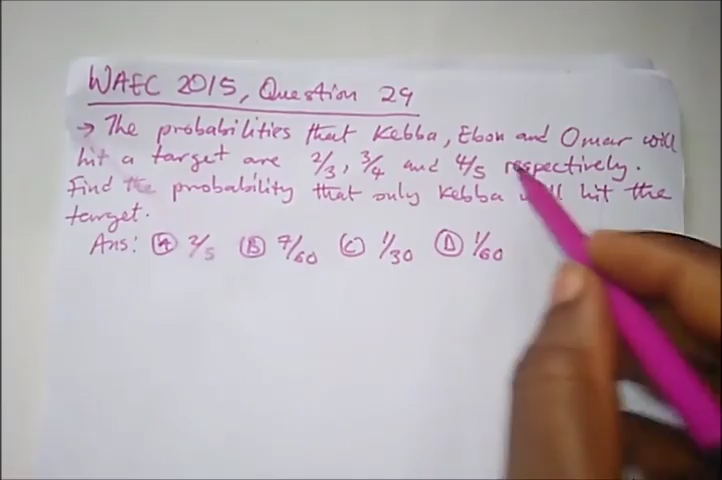 WAEC 2015, Question 29
→ The probabilities that Kebba, Ebou and Omar will
hit a target are 2/3, 3/4 and 4/5 respectively.
Find the probability that only Kebba will hit the
target.
Ans: Ⓐ 2/5 Ⓑ 7/60 Ⓒ 1/30 Ⓓ 1/60